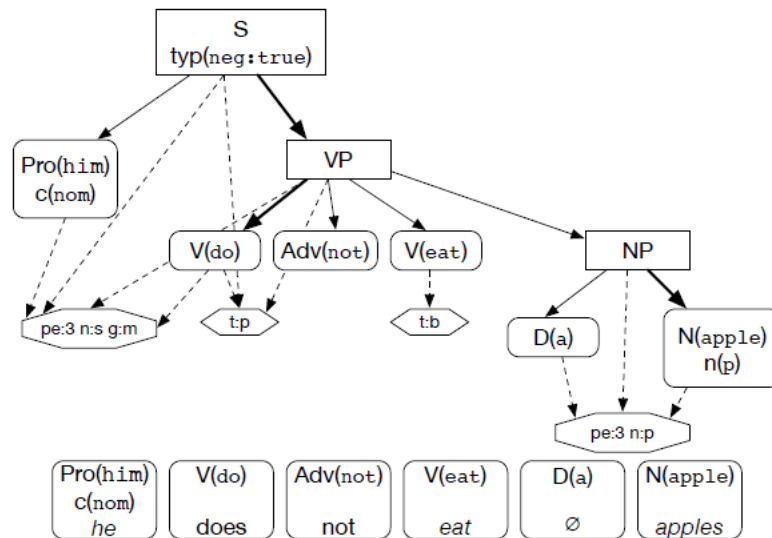 S
typ(neg:true)
Pro(him)
c(nom)
VP
V(do)
Adv(not)
V(eat)
NP
pe:3 n:s g:m
t:p
t:b
D(a)
N(apple)
n(p)
pe:3 n:p
Pro(him)
c(nom)
he
V(do)
does
Adv(not)
not
V(eat)
eat
D(a)
∅
N(apple)
apples